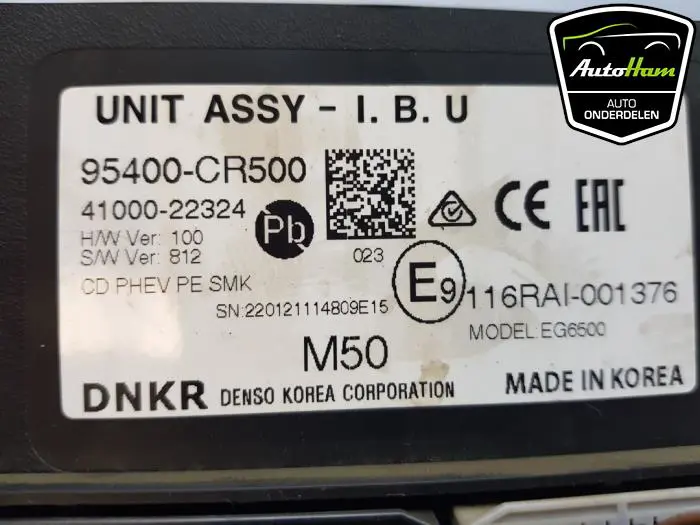 AutoHam
AUTO
ONDERDELEN
UNIT ASSY - I. B. U
95400-CR500
41000-22324
Pb
H/W Ver: 100
S/W Ver: 812
023
CE
EAC
CD PHEV PE SMK
E9
116RAI-001376
SN:220121114809E15
MODEL:EG6500
M50
DNKR DENSO KOREA CORPORATION
MADE IN KOREA